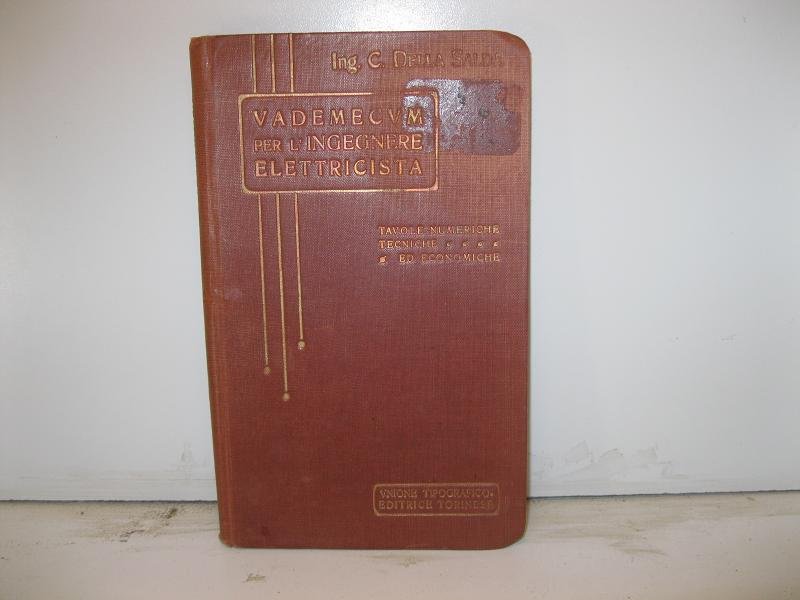 Ing. C. DELLA SALDA
VADEMECVM
PER L'INGEGNERE
ELETTRICISTA
TAVOLE NUMERICHE
TECNICHE
ED ECONOMICHE
VNIONE TIPOGRAFICO-
EDITRICE TORINESE